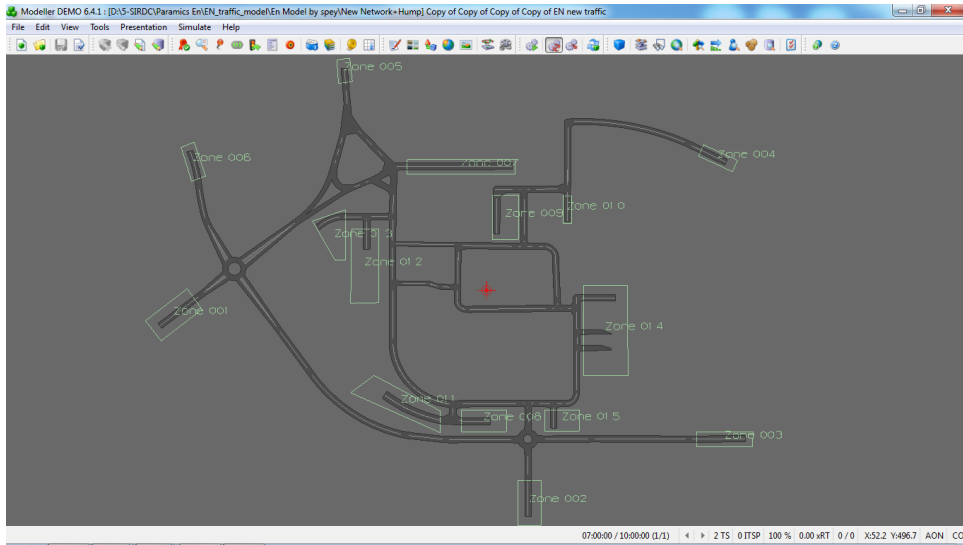 Modeller DEMO 6.4.1 : [D:\5-SIRDC\Paramics En\EN_traffic_model\En Model by spey\New Network+Hump] Copy of Copy of Copy of Copy of EN new traffic
File Edit View Tools Presentation Simulate Help
Zone 005
Zone 006
Zone 007
Zone 004
Zone 009
Zone 010
Zone 013
Zone 012
Zone 001
Zone 014
Zone 011
Zone 008
Zone 015
Zone 003
Zone 002
07:00:00 / 10:00:00 (1/1) 2 TS 0 ITSP 100 % 0.00 xRT 0 / 0 X:52.2 Y:496.7 AON CO